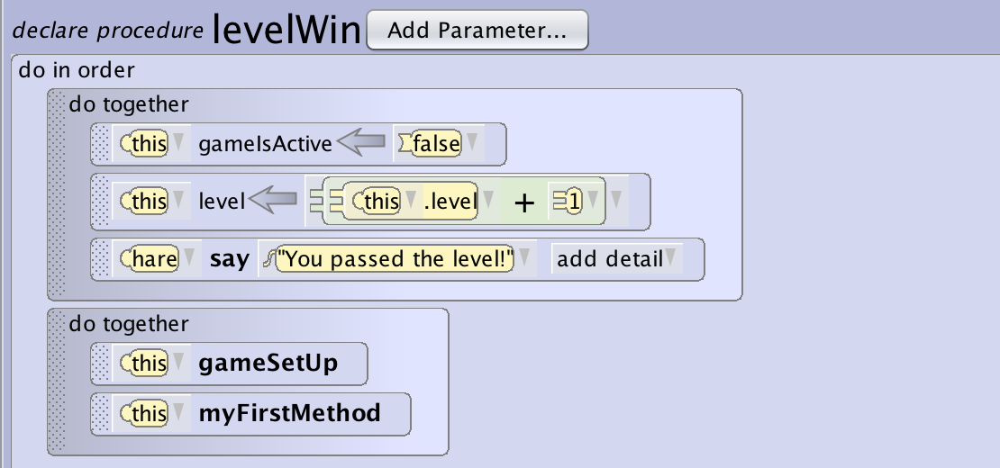 declare procedure levelWin Add Parameter...
do in order
do together
this gameIsActive false
this level this .level + 1
hare say "You passed the level!" add detail
do together
this gameSetUp
this myFirstMethod